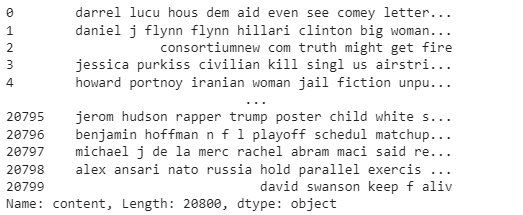 0 darrel lucu hous dem aid even see comey letter...
1 daniel j flynn flynn hillari clinton big woman...
2 consortiumnew com truth might get fire
3 jessica purkiss civilian kill singl us airstri...
4 howard portnoy iranian woman jail fiction unpu...
...
20795 jerom hudson rapper trump poster child white s...
20796 benjamin hoffman n f l playoff schedul matchup...
20797 michael j de la merc rachel abram maci said re...
20798 alex ansari nato russia hold parallel exercis ...
20799 david swanson keep f aliv
Name: content, Length: 20800, dtype: object